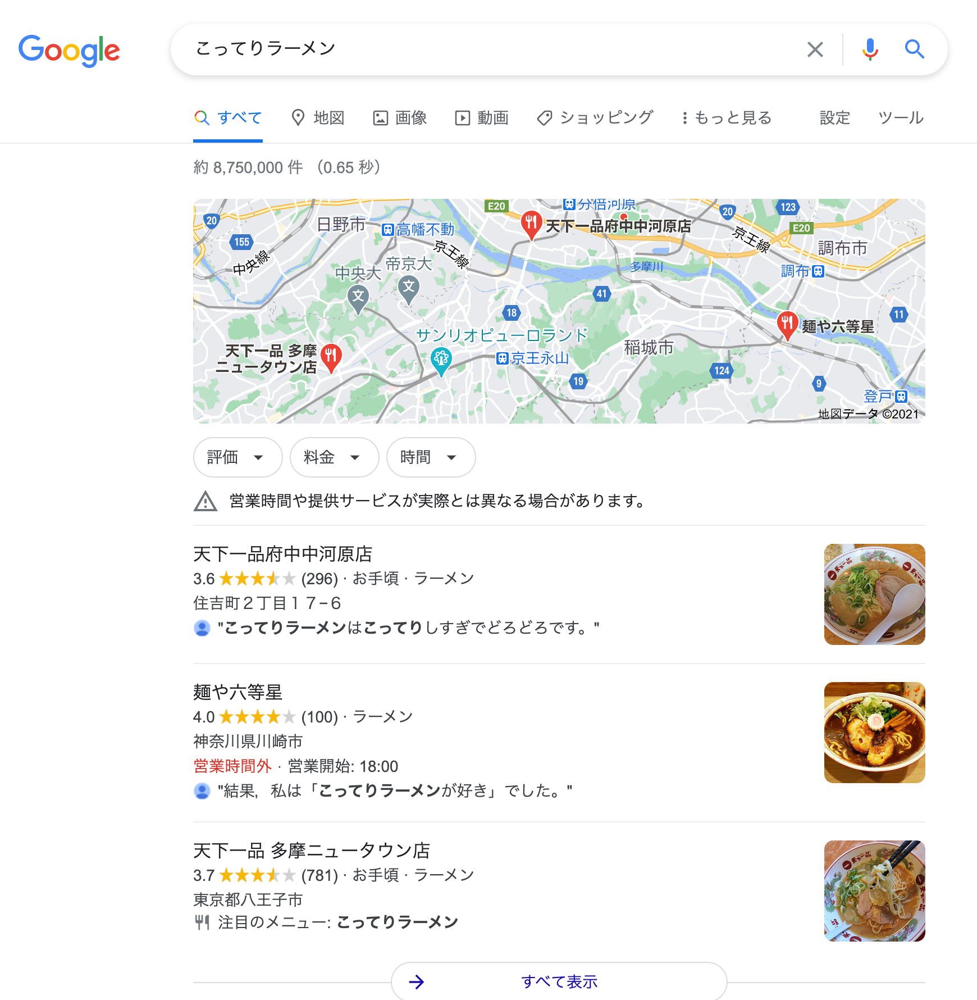 Google
こってりラーメン
すべて 地図 画像 動画 ショッピング もっと見る 設定 ツール
約 8,750,000 件 （0.65 秒）
20
155
中央線
日野市
高幡不動
京王線
中央大
文
帝京大
文
E20
天下一品府中中河原店
分倍河原
20
123
E20
京王線
調布市
調布
多摩川
41
18
11
麺や六等星
天下一品 多摩
ニュータウン店
サンリオピューロランド
京王永山
稲城市
19
124
9
登戸
地図データ ©2021
評価 料金 時間
営業時間や提供サービスが実際とは異なる場合があります。
天下一品府中中河原店
3.6 (296) · お手頃 · ラーメン
住吉町２丁目１７−６
"こってりラーメンはこってりしすぎでどろどろです。"
麺や六等星
4.0 (100) · ラーメン
神奈川県川崎市
営業時間外 · 営業開始: 18:00
"結果，私は「こってりラーメンが好き」でした。"
天下一品 多摩ニュータウン店
3.7 (781) · お手頃 · ラーメン
東京都八王子市
注目のメニュー: こってりラーメン
すべて表示